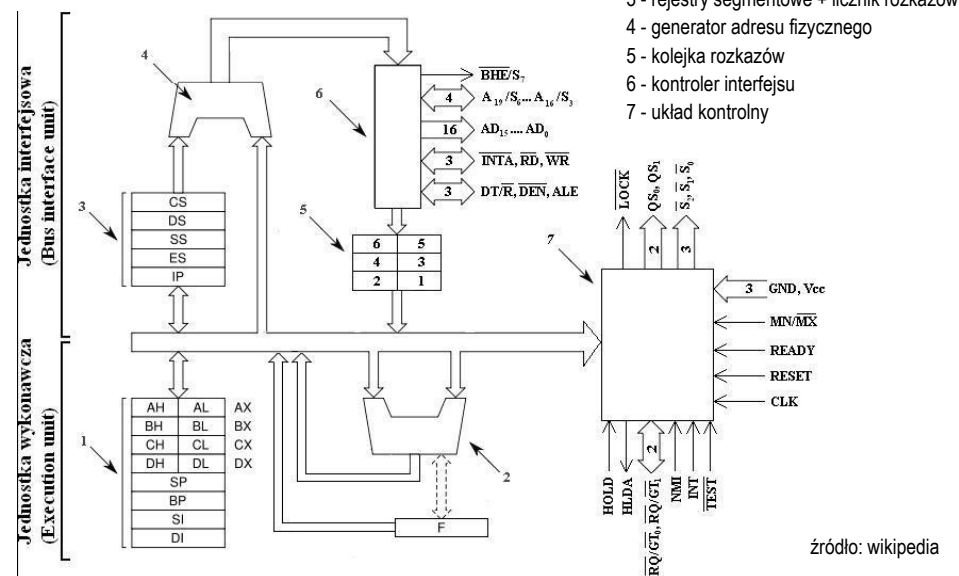 3 - rejestry segmentowe + licznik rozkazów
4 - generator adresu fizycznego
5 - kolejka rozkazów
6 - kontroler interfejsu
7 - układ kontrolny
Jednostka interfejsowa
(Bus interface unit)
4
6
BHE/S7
4 A19/S6... A16/S3
16 AD15.... AD0
3 INTA, RD, WR
3 DT/R, DEN, ALE
3
CS
DS
SS
ES
IP
5
6 5
4 3
2 1
7
LOCK
QS0, QS1
2
S2, S1, S0
3
3 GND, Vcc
MN/MX
READY
RESET
CLK
HOLD
HLDA
2
RQ/GT0, RQ/GT1
NMI
INT
TEST
Jednostka wykonawcza
(Execution unit)
1
AH AL AX
BH BL BX
CH CL CX
DH DL DX
SP
BP
SI
DI
2
F
źródło: wikipedia